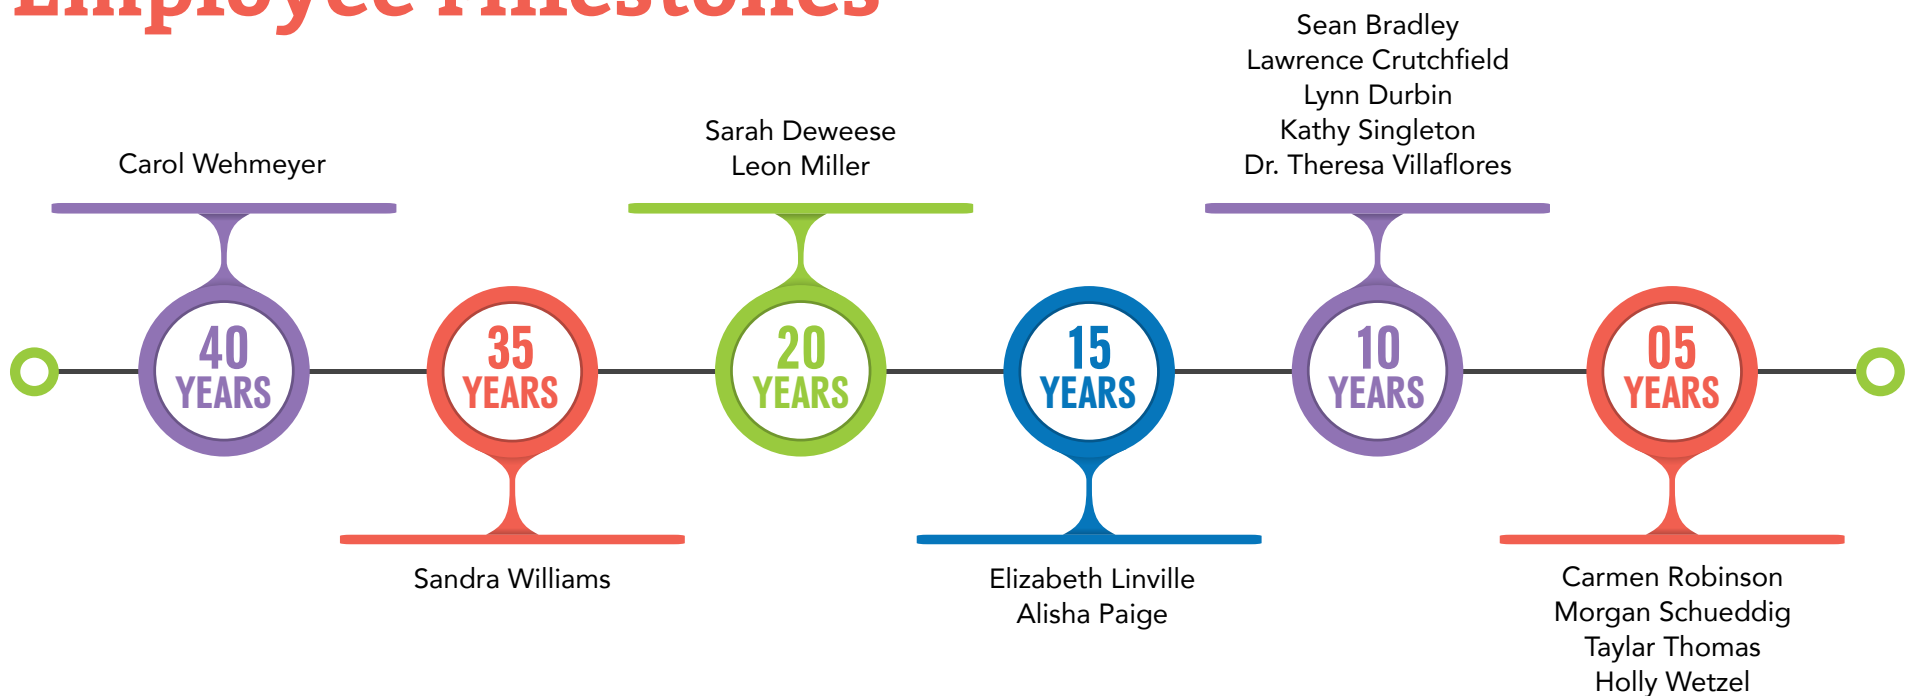 Employee Milestones
Carol Wehmeyer
40
YEARS
Sandra Williams
35
YEARS
Sarah Deweese
Leon Miller
20
YEARS
Elizabeth Linville
Alisha Paige
15
YEARS
Sean Bradley
Lawrence Crutchfield
Lynn Durbin
Kathy Singleton
Dr. Theresa Villaflores
10
YEARS
05
YEARS
Carmen Robinson
Morgan Schueddig
Taylar Thomas
Holly Wetzel